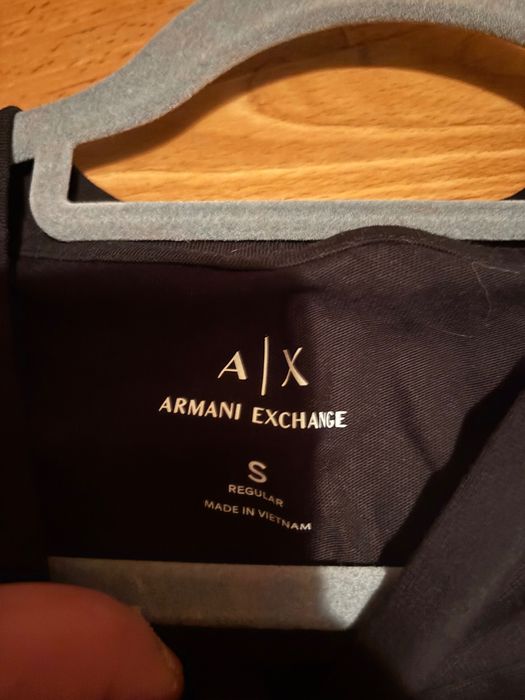 A|X
ARMANI EXCHANGE
S
REGULAR
MADE IN VIETNAM